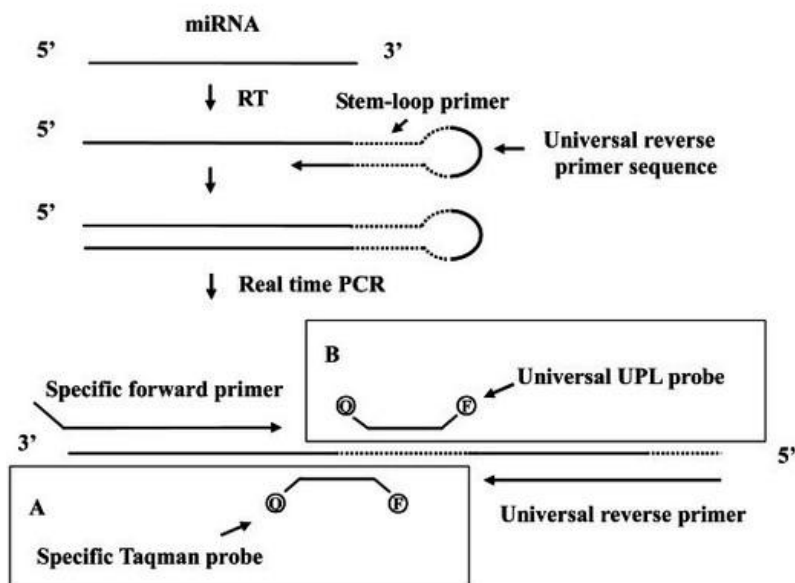 miRNA
5’ 3’
RT
Stem-loop primer
5’
Universal reverse
primer sequence
5’
Real time PCR
B
Universal UPL probe
Specific forward primer
Q F
3’ 5’
A
Q F
Universal reverse primer
Specific Taqman probe